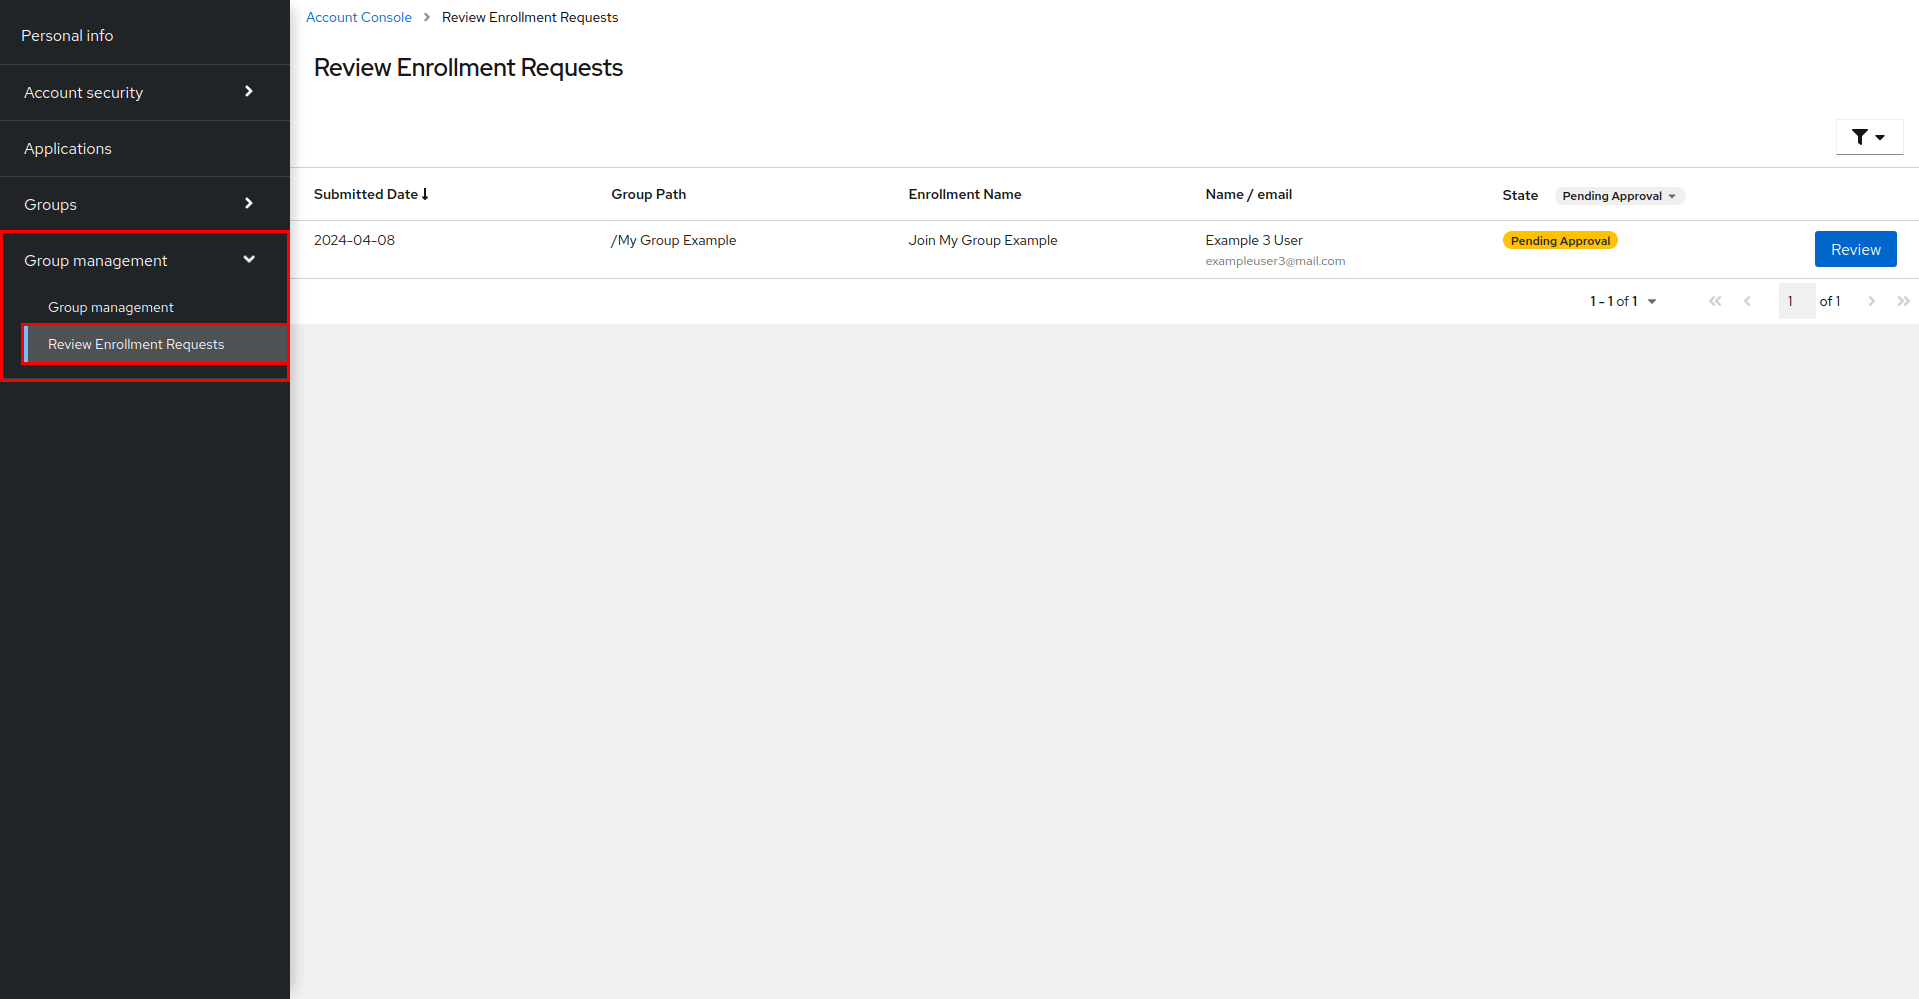 Personal info
Account security
Applications
Groups
Group management
Group management
Review Enrollment Requests
Account Console > Review Enrollment Requests
Review Enrollment Requests
Submitted Date Group Path Enrollment Name Name / email State Pending Approval
2024-04-08 /My Group Example Join My Group Example Example 3 User Pending Approval Review
exampleuser3@mail.com
1 - 1 of 1 1 of 1